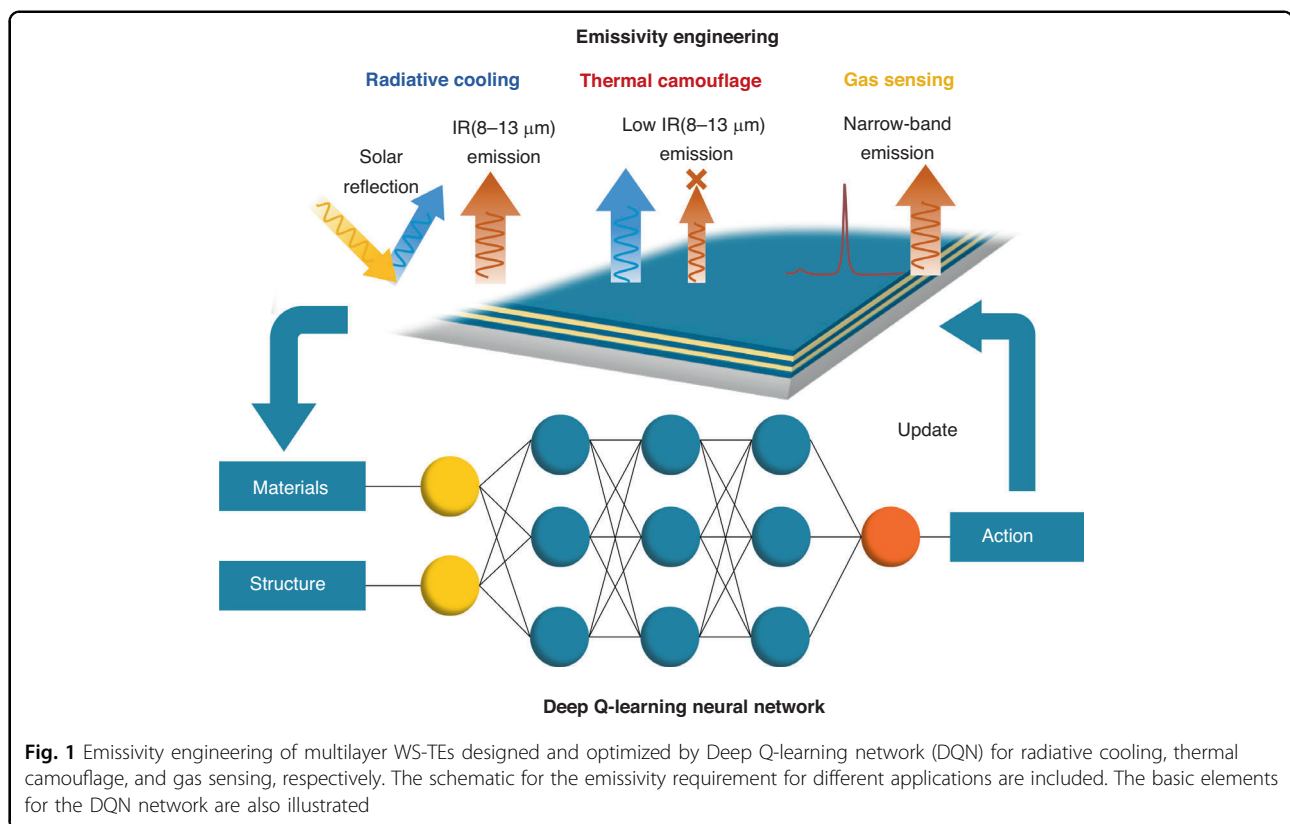 Emissivity engineering
Radiative cooling
Thermal camouflage
Gas sensing
Solar
reflection
IR(8–13 μm)
emission
Low IR(8–13 μm)
emission
Narrow-band
emission
Update
Materials
Structure
Action
Deep Q-learning neural network
Fig. 1 Emissivity engineering of multilayer WS-TEs designed and optimized by Deep Q-learning network (DQN) for radiative cooling, thermal
camouflage, and gas sensing, respectively. The schematic for the emissivity requirement for different applications are included. The basic elements
for the DQN network are also illustrated